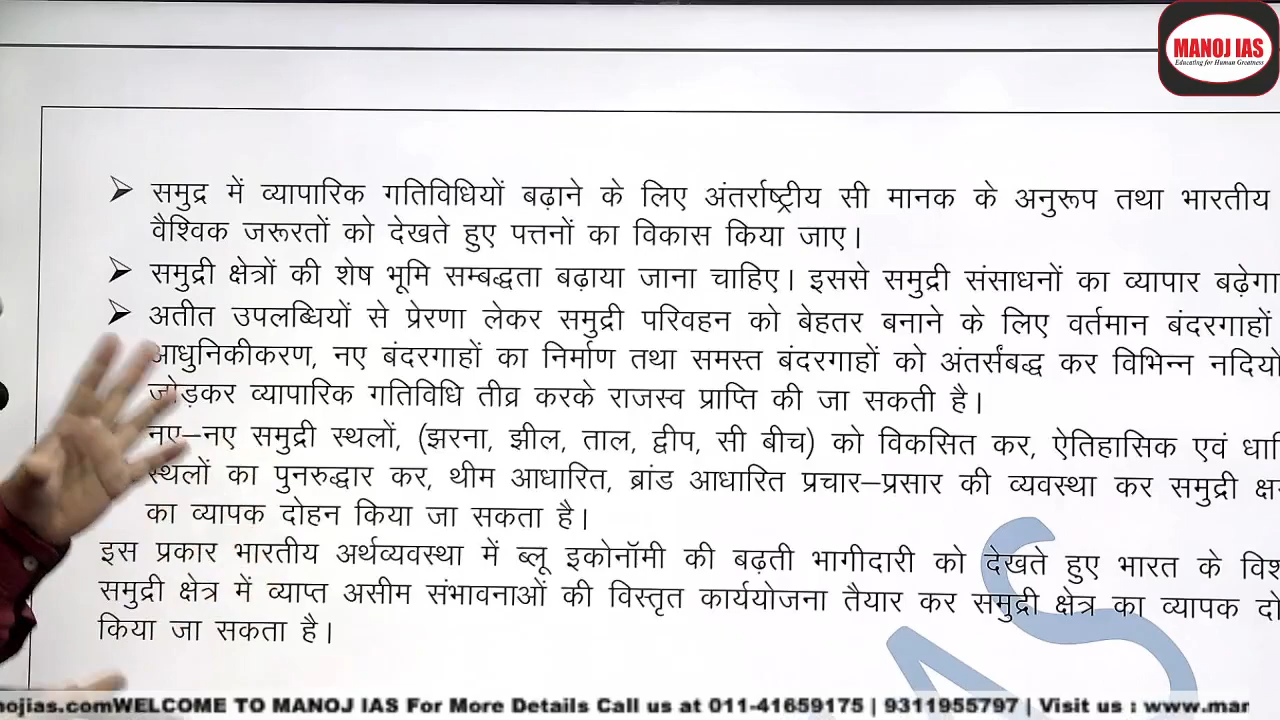 MANOJ IAS
Educating for Human Greatness
समुद्र में व्यापारिक गतिविधियों बढ़ाने के लिए अंतर्राष्ट्रीय सी मानक के अनुरूप तथा भारतीय
वैश्विक जरूरतों को देखते हुए पत्तनों का विकास किया जाए।
समुद्री क्षेत्रों की शेष भूमि सम्बद्धता बढ़ाया जाना चाहिए। इससे समुद्री संसाधनों का व्यापार बढ़ेगा
अतीत उपलब्धियों से प्रेरणा लेकर समुद्री परिवहन को बेहतर बनाने के लिए वर्तमान बंदरगाहों
आधुनिकीकरण, नए बंदरगाहों का निर्माण तथा समस्त बंदरगाहों को अंतर्संबद्ध कर विभिन्न नदियो
जोड़कर व्यापारिक गतिविधि तीव्र करके राजस्व प्राप्ति की जा सकती है।
नए–नए समुद्री स्थलों, (झरना, झील, ताल, द्वीप, सी बीच) को विकसित कर, ऐतिहासिक एवं धा
स्थलों का पुनरुद्धार कर, थीम आधारित, ब्रांड आधारित प्रचार–प्रसार की व्यवस्था कर समुद्री क्ष
का व्यापक दोहन किया जा सकता है।
इस प्रकार भारतीय अर्थव्यवस्था में ब्लू इकोनॉमी की बढ़ती भागीदारी को देखते हुए भारत के विश
समुद्री क्षेत्र में व्याप्त असीम संभावनाओं की विस्तृत कार्ययोजना तैयार कर समुद्री क्षेत्र का व्यापक दो
किया जा सकता है।
AS
nojias.comWELCOME TO MANOJ IAS For More Details Call us at 011-41659175 | 9311955797 | Visit us : www.mar